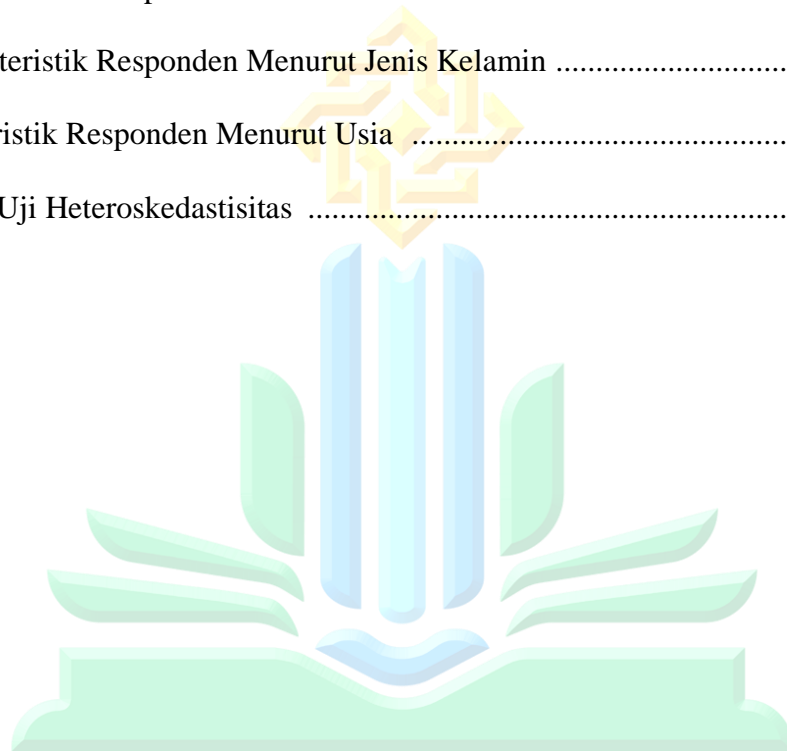 teristik Responden Menurut Jenis Kelamin ............................
ristik Responden Menurut Usia ..............................................
Uji Heteroskedastisitas ...........................................................